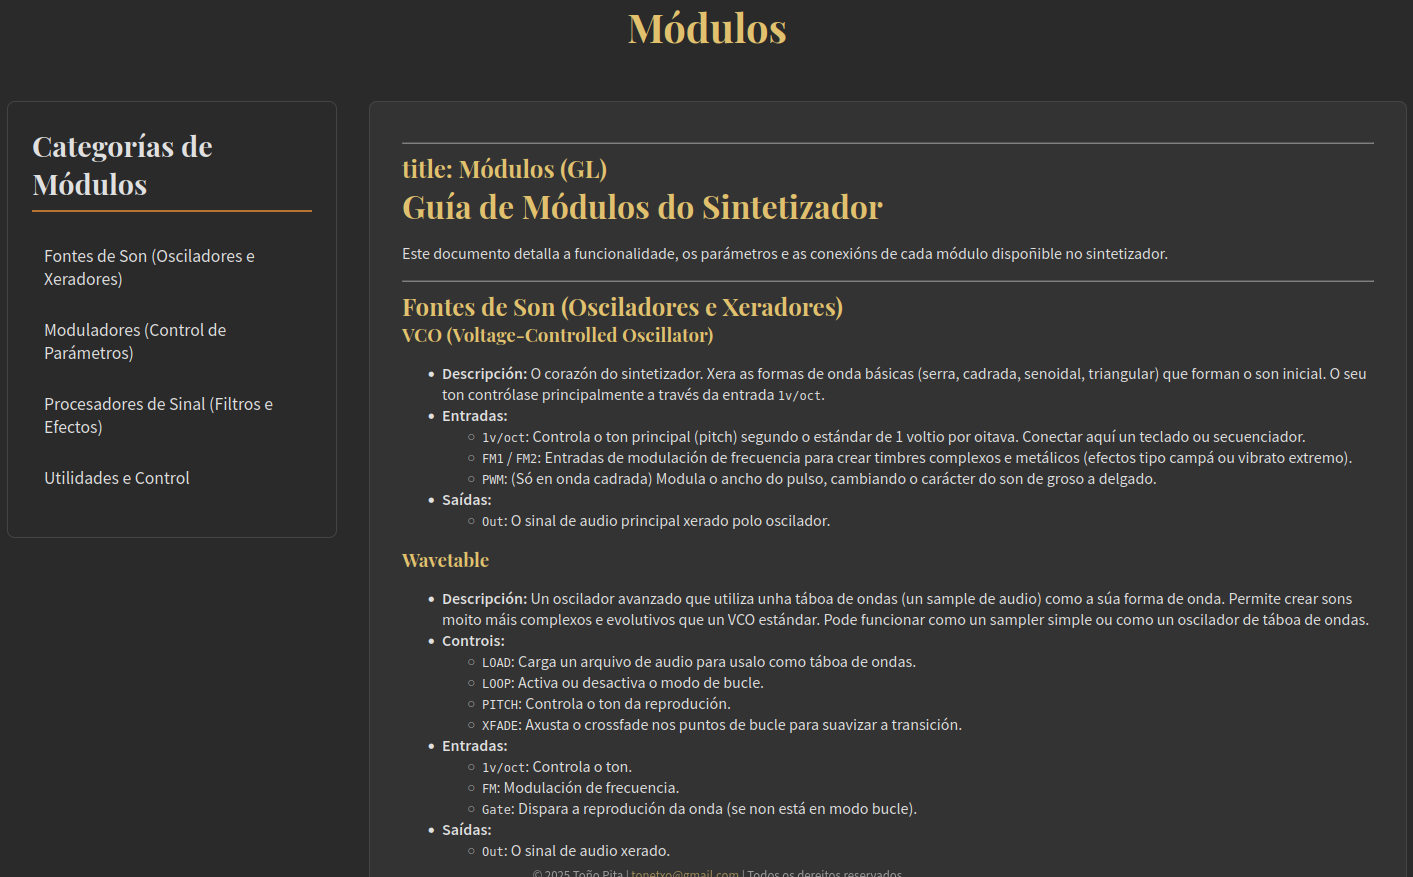 Módulos
Categorías de
Módulos
Fontes de Son (Osciladores e
Xeradores)
Moduladores (Control de
Parámetros)
Procesadores de Sinal (Filtros e
Efectos)
Utilidades e Control
title: Módulos (GL)
Guía de Módulos do Sintetizador
Este documento detalla a funcionalidade, os parámetros e as conexións de cada módulo dispoñible no sintetizador.
Fontes de Son (Osciladores e Xeradores)
VCO (Voltage-Controlled Oscillator)
• Descripción: O corazón do sintetizador. Xera as formas de onda básicas (serra, cadrada, senoidal, triangular) que forman o son inicial. O seu
ton contrólase principalmente a través da entrada 1v/oct.
• Entradas:
○ 1v/oct: Controla o ton principal (pitch) segundo o estándar de 1 voltio por oitava. Conectar aquí un teclado ou secuenciador.
○ FM1 / FM2: Entradas de modulación de frecuencia para crear timbres complexos e metálicos (efectos tipo campá ou vibrato extremo).
○ PWM: (Só en onda cadrada) Modula o ancho do pulso, cambiando o carácter do son de groso a delgado.
• Saídas:
○ Out: O sinal de audio principal xerado polo oscilador.
Wavetable
• Descripción: Un oscilador avanzado que utiliza unha táboa de ondas (un sample de audio) como a súa forma de onda. Permite crear sons
moito máis complexos e evolutivos que un VCO estándar. Pode funcionar como un sampler simple ou como un oscilador de táboa de ondas.
• Controis:
○ LOAD: Carga un arquivo de audio para usalo como táboa de ondas.
○ LOOP: Activa ou desactiva o modo de bucle.
○ PITCH: Controla o ton da reprodución.
○ XFADE: Axusta o crossfade nos puntos de bucle para suavizar a transición.
• Entradas:
○ 1v/oct: Controla o ton.
○ FM: Modulación de frecuencia.
○ Gate: Dispara a reprodución da onda (se non está en modo bucle).
• Saídas:
○ Out: O sinal de audio xerado.
© 2025 Toño Pita | tonetxo@gmail.com | Todos os dereitos reservados